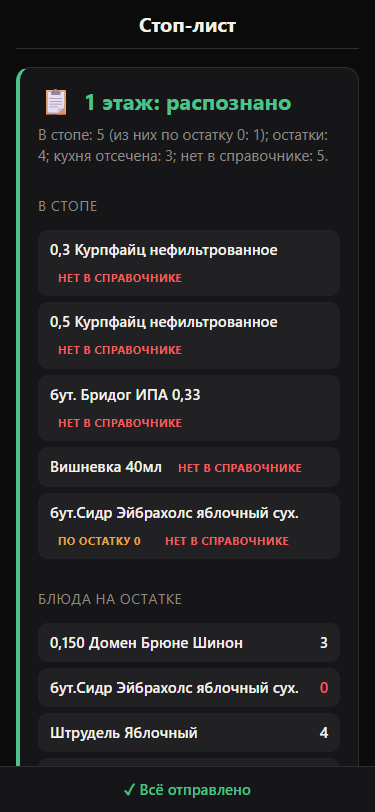 Стоп-лист
1 этаж: распознано
В стопе: 5 (из них по остатку 0: 1); остатки:
4; кухня отсечена: 3; нет в справочнике: 5.
В СТОПЕ
0,3 Курпфайц нефильтрованное
НЕТ В СПРАВОЧНИКЕ
0,5 Курпфайц нефильтрованное
НЕТ В СПРАВОЧНИКЕ
бут. Бридог ИПА 0,33
НЕТ В СПРАВОЧНИКЕ
Вишневка 40мл НЕТ В СПРАВОЧНИКЕ
бут.Сидр Эйбрахолс яблочный сух.
ПО ОСТАТКУ 0 НЕТ В СПРАВОЧНИКЕ
БЛЮДА НА ОСТАТКЕ
0,150 Домен Брюне Шинон 3
бут.Сидр Эйбрахолс яблочный сух. 0
Штрудель Яблочный 4
✓ Всё отправлено